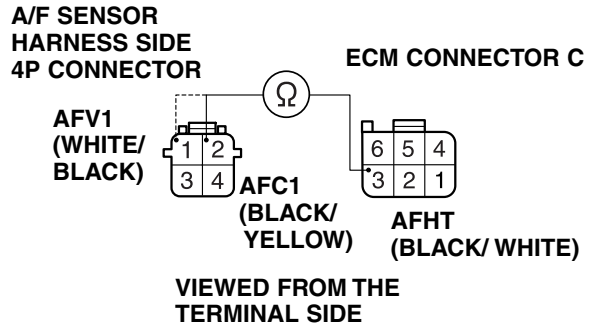 A/F SENSOR
HARNESS SIDE
4P CONNECTOR
ECM CONNECTOR C
Ω
AFV1
(WHITE/
BLACK)
1 2
3 4
6 5 4
3 2 1
AFC1
(BLACK/
YELLOW)
AFHT
(BLACK/ WHITE)
VIEWED FROM THE
TERMINAL SIDE